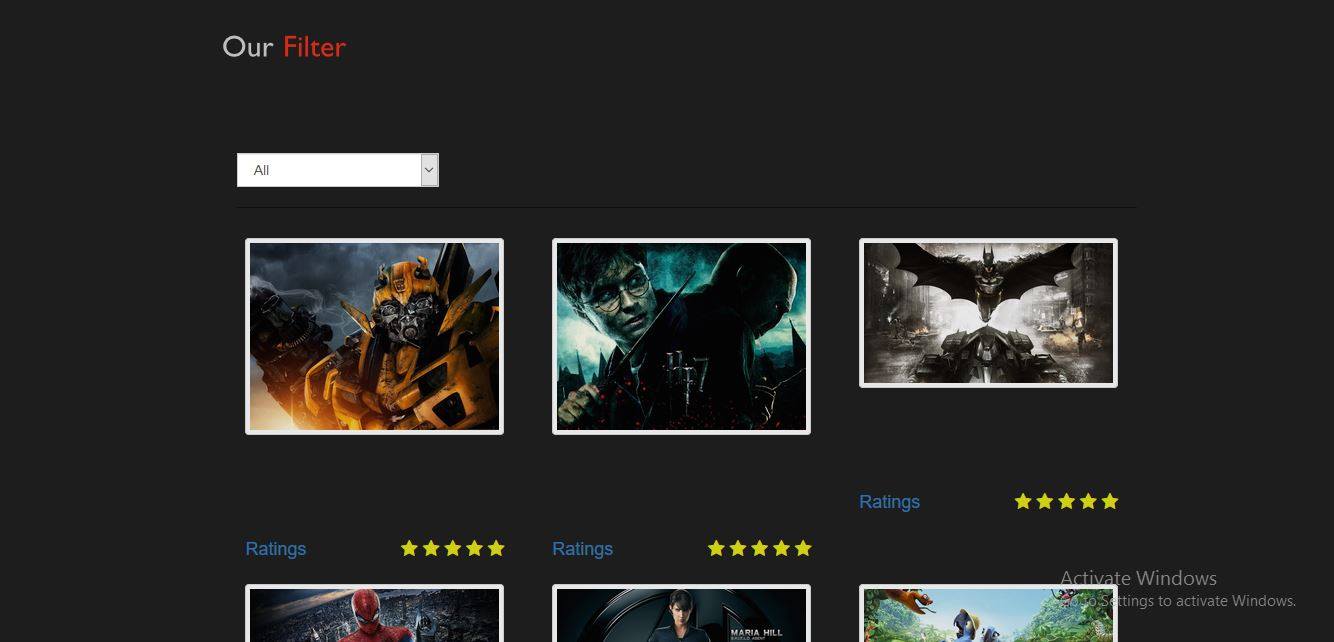 Our Filter
All
Ratings
Ratings
Ratings
Activate Windows
Go to Settings to activate Windows.
MARIA HILL